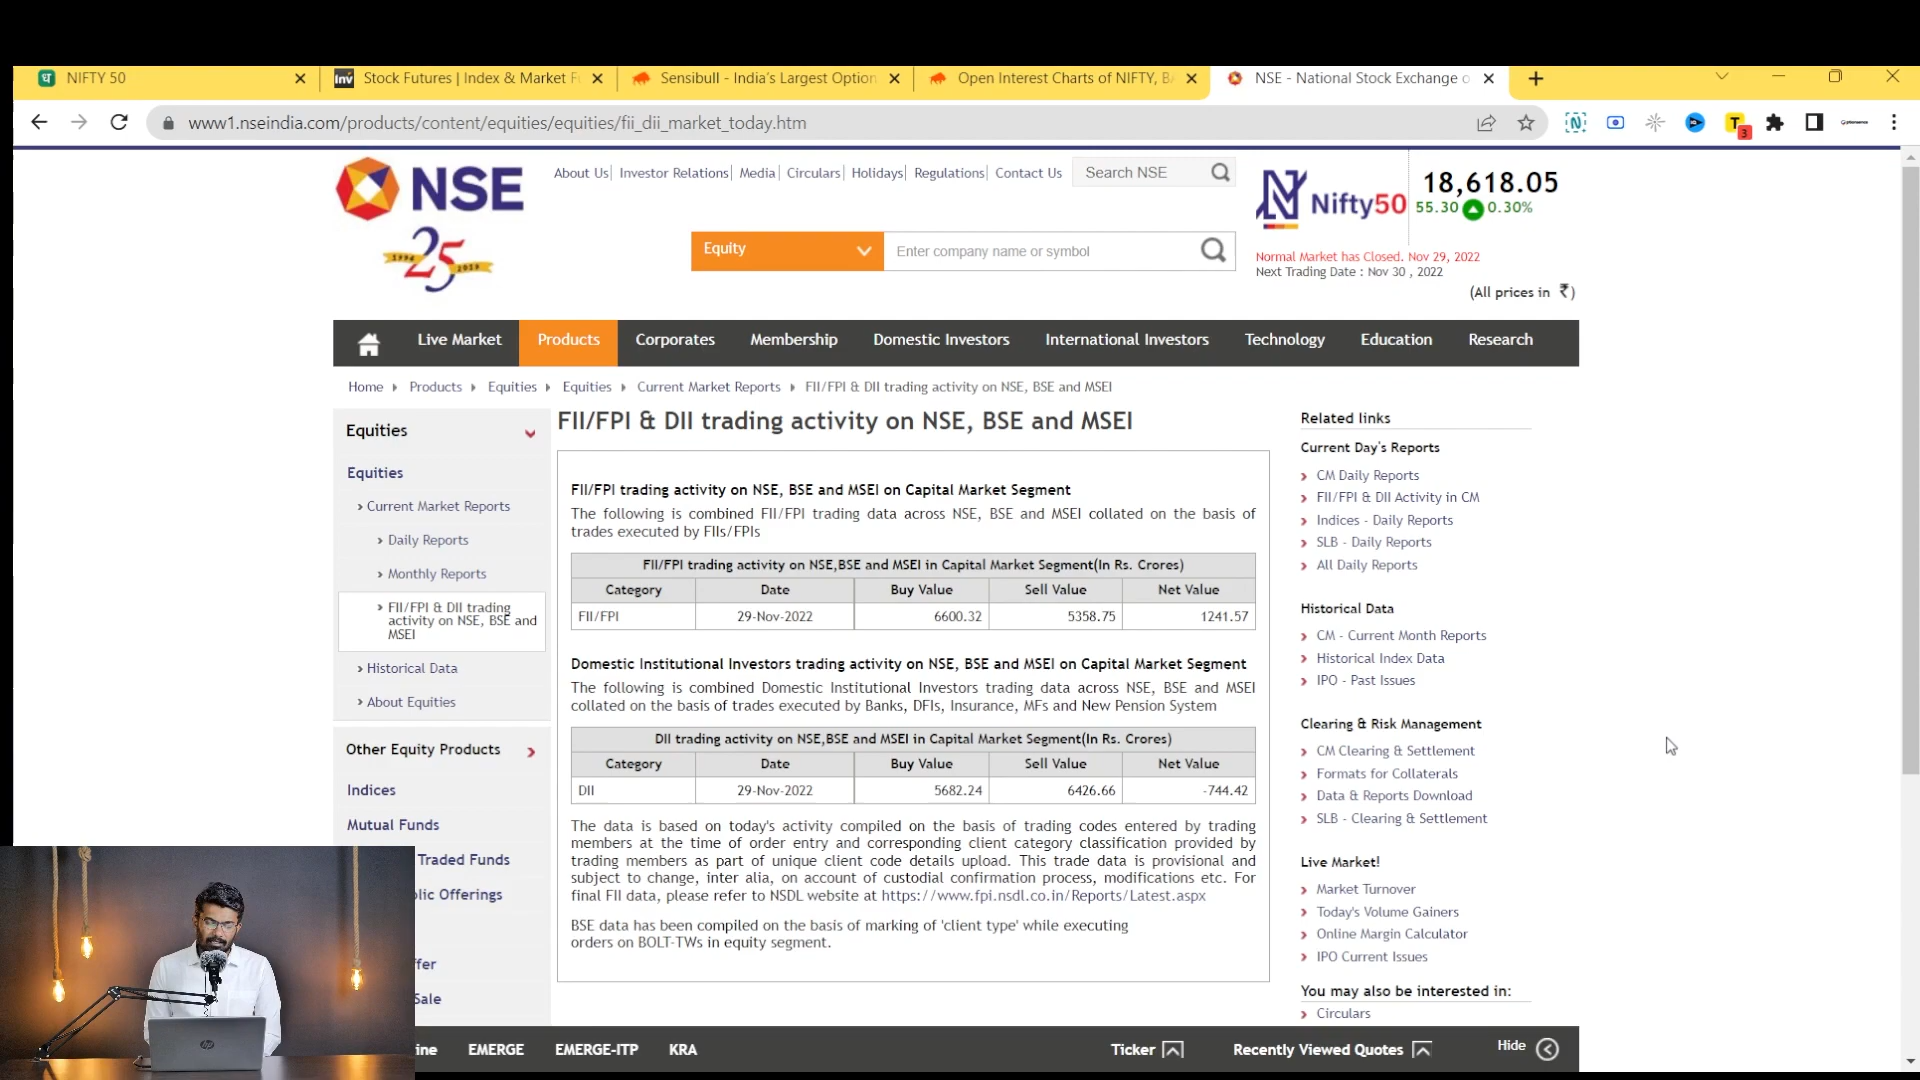 NIFTY 50
Stock Futures | Index & Market F
Sensibull - India's Largest Option
Open Interest Charts of NIFTY, BA
NSE - National Stock Exchange o
www1.nseindia.com/products/content/equities/equities/fii_dii_market_today.htm
T 3
NSE
25
About Us| Investor Relations| Media| Circulars| Holidays| Regulations| Contact Us
Search NSE
Equity
Enter company name or symbol
Nifty50
18,618.05
55.30 0.30%
Normal Market has Closed. Nov 29, 2022
Next Trading Date : Nov 30 , 2022
(All prices in ₹)
Live Market Products Corporates Membership Domestic Investors International Investors Technology Education Research
Home Products Equities Equities Current Market Reports FII/FPI & DII trading activity on NSE, BSE and MSEI
Equities
Equities
Current Market Reports
Daily Reports
Monthly Reports
FII/FPI & DII trading
activity on NSE, BSE and
MSEI
Historical Data
About Equities
Other Equity Products
Indices
Mutual Funds
Traded Funds
lic Offerings
ffer
Sale
FII/FPI & DII trading activity on NSE, BSE and MSEI
FII/FPI trading activity on NSE, BSE and MSEI on Capital Market Segment
The following is combined FII/FPI trading data across NSE, BSE and MSEI collated on the basis of
trades executed by FIIs/FPIs
FII/FPI trading activity on NSE,BSE and MSEI in Capital Market Segment(In Rs. Crores)
Category Date Buy Value Sell Value Net Value
FII/FPI 29-Nov-2022 6600.32 5358.75 1241.57
Domestic Institutional Investors trading activity on NSE, BSE and MSEI on Capital Market Segment
The following is combined Domestic Institutional Investors trading data across NSE, BSE and MSEI
collated on the basis of trades executed by Banks, DFIs, Insurance, MFs and New Pension System
DII trading activity on NSE,BSE and MSEI in Capital Market Segment(In Rs. Crores)
Category Date Buy Value Sell Value Net Value
DII 29-Nov-2022 5682.24 6426.66 -744.42
The data is based on today's activity compiled on the basis of trading codes entered by trading
members at the time of order entry and corresponding client category classification provided by
trading members as part of unique client code details upload. This trade data is provisional and
subject to change, inter alia, on account of custodial confirmation process, modifications etc. For
final FII data, please refer to NSDL website at https://www.fpi.nsdl.co.in/Reports/Latest.aspx
BSE data has been compiled on the basis of marking of 'client type' while executing
orders on BOLT-TWs in equity segment.
Related links
Current Day's Reports
CM Daily Reports
FII/FPI & DII Activity in CM
Indices - Daily Reports
SLB - Daily Reports
All Daily Reports
Historical Data
CM - Current Month Reports
Historical Index Data
IPO - Past Issues
Clearing & Risk Management
CM Clearing & Settlement
Formats for Collaterals
Data & Reports Download
SLB - Clearing & Settlement
Live Market!
Market Turnover
Today's Volume Gainers
Online Margin Calculator
IPO Current Issues
You may also be interested in:
Circulars
ine EMERGE EMERGE-ITP KRA
Ticker
Recently Viewed Quotes
Hide